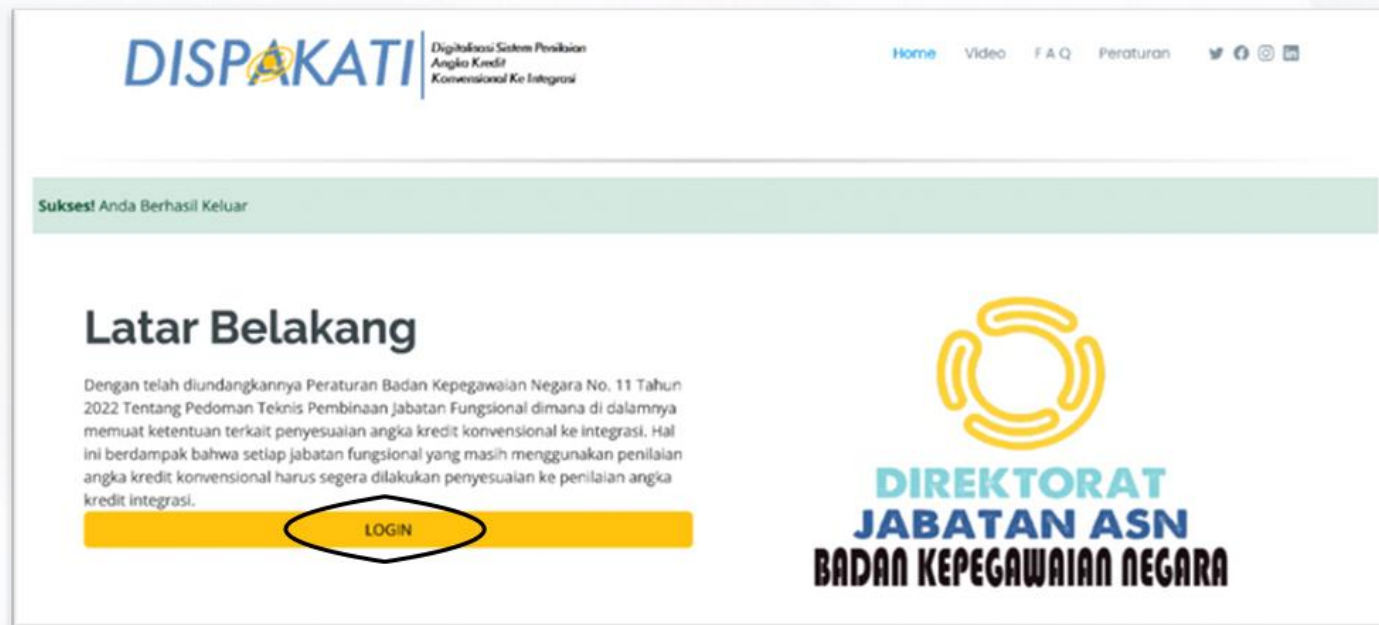 DISPAKATI
Digitalisasi Sistem Penilaian
Angka Kredit
Konvensional Ke Integrasi
Home Video F A Q Peraturan
Sukses! Anda Berhasil Keluar
Latar Belakang
Dengan telah diundangkannya Peraturan Badan Kepegawaian Negara No. 11 Tahun
2022 Tentang Pedoman Teknis Pembinaan Jabatan Fungsional dimana di dalamnya
memuat ketentuan terkait penyesuaian angka kredit konvensional ke integrasi. Hal
ini berdampak bahwa setiap jabatan fungsional yang masih menggunakan penilaian
angka kredit konvensional harus segera dilakukan penyesuaian ke penilaian angka
kredit integrasi.
LOGIN
DIREKTORAT
JABATAN ASN
BADAN KEPEGAWAIAN NEGARA